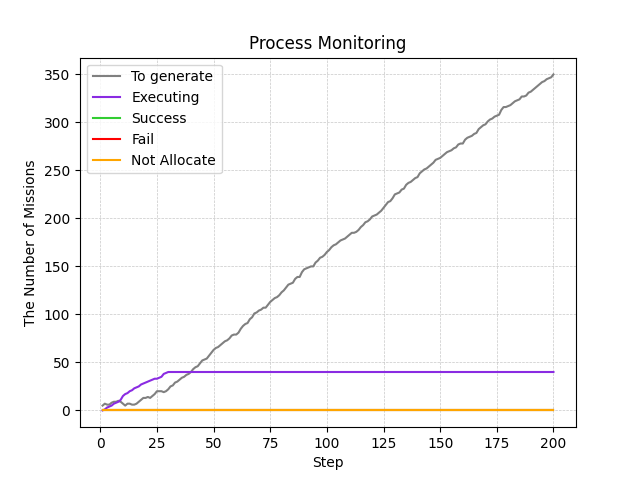 Process Monitoring
To generate
Executing
Success
Fail
Not Allocate
The Number of Missions
350
300
250
200
150
100
50
0
0 25 50 75 100 125 150 175 200
Step